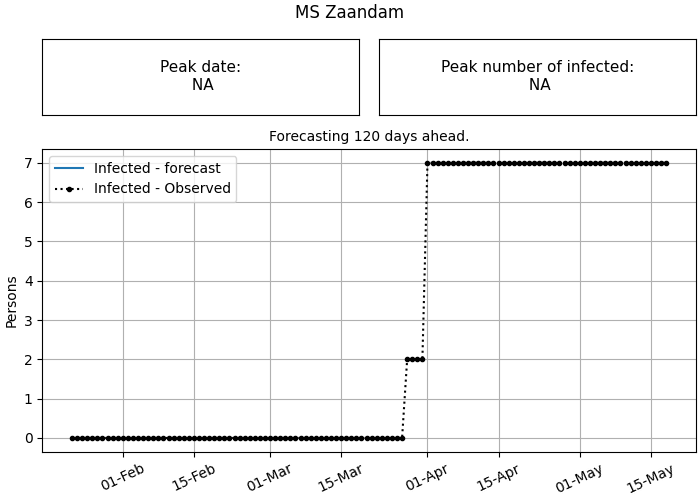 MS Zaandam
Peak date:
NA
Peak number of infected:
NA
Forecasting 120 days ahead.
Infected - forecast
Infected - Observed
Persons
7
6
5
4
3
2
1
0
01-Feb
15-Feb
01-Mar
15-Mar
01-Apr
15-Apr
01-May
15-May